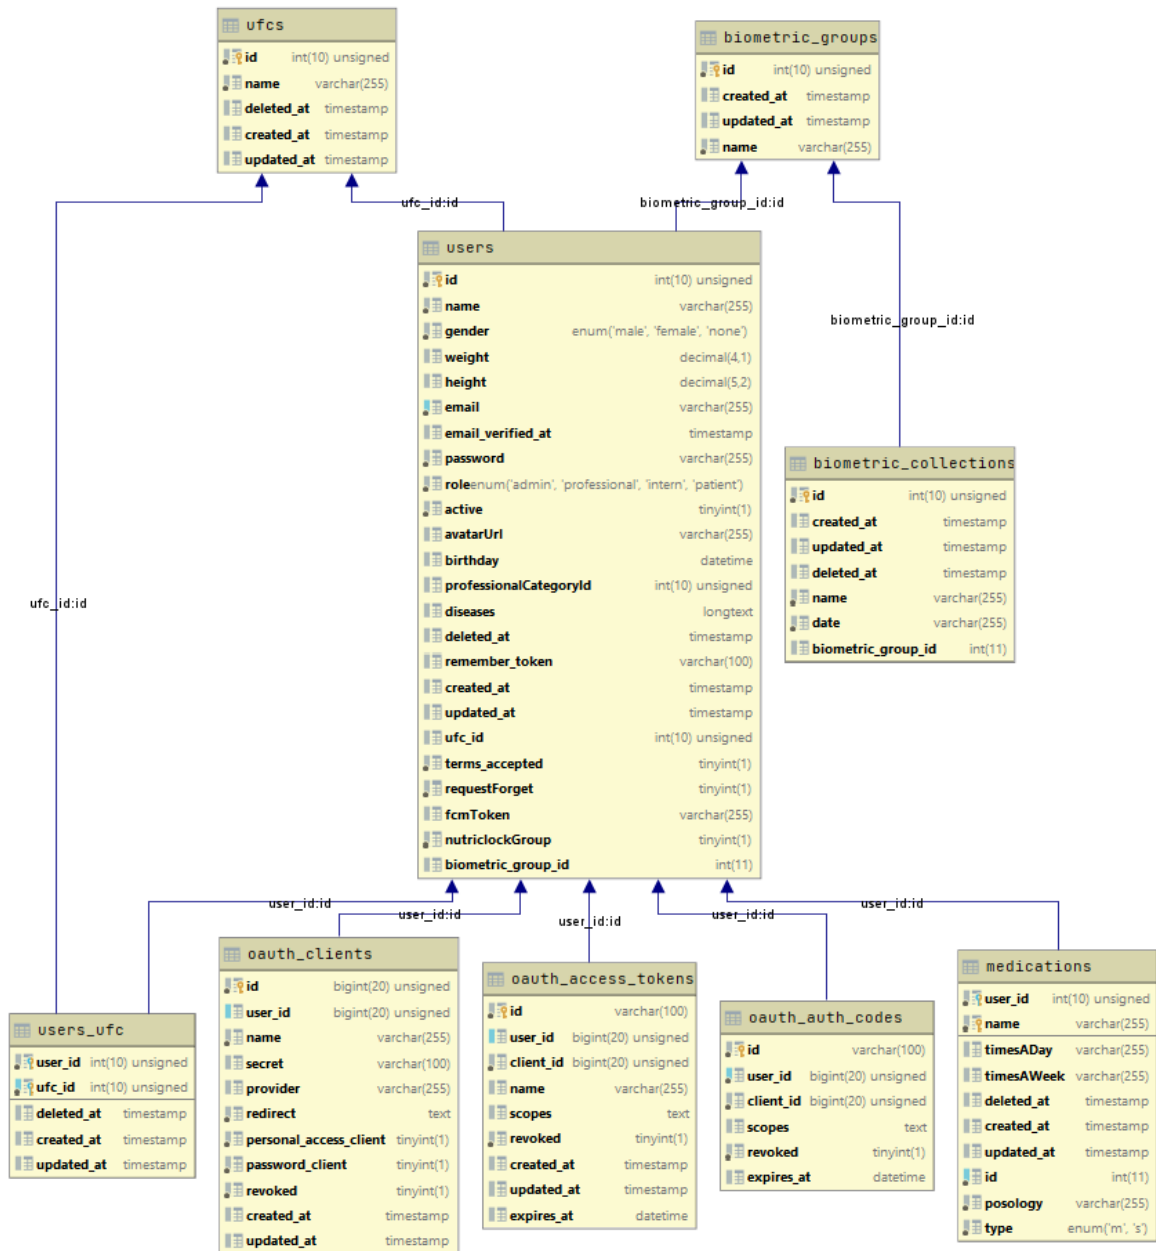 ufcs
id int(10) unsigned
name varchar(255)
deleted_at timestamp
created_at timestamp
updated_at timestamp
biometric_groups
id int(10) unsigned
created_at timestamp
updated_at timestamp
name varchar(255)
ufc_id:id
biometric_group_id:id
users
id int(10) unsigned
name varchar(255)
gender enum('male', 'female', 'none')
weight decimal(4,1)
height decimal(5,2)
email varchar(255)
email_verified_at timestamp
password varchar(255)
role enum('admin', 'professional', 'intern', 'patient')
active tinyint(1)
avatarUrl varchar(255)
birthday datetime
professionalCategoryId int(10) unsigned
diseases longtext
deleted_at timestamp
remember_token varchar(100)
created_at timestamp
updated_at timestamp
ufc_id int(10) unsigned
terms_accepted tinyint(1)
requestForget tinyint(1)
fcmToken varchar(255)
nutriclockGroup tinyint(1)
biometric_group_id int(11)
biometric_group_id:id
biometric_collections
id int(10) unsigned
created_at timestamp
updated_at timestamp
deleted_at timestamp
name varchar(255)
date varchar(255)
biometric_group_id int(11)
ufc_id:id
user_id:id
user_id:id
user_id:id
user_id:id
user_id:id
users_ufc
user_id int(10) unsigned
ufc_id int(10) unsigned
deleted_at timestamp
created_at timestamp
updated_at timestamp
oauth_clients
id bigint(20) unsigned
user_id bigint(20) unsigned
name varchar(255)
secret varchar(100)
provider varchar(255)
redirect text
personal_access_client tinyint(1)
password_client tinyint(1)
revoked tinyint(1)
created_at timestamp
updated_at timestamp
oauth_access_tokens
id varchar(100)
user_id bigint(20) unsigned
client_id bigint(20) unsigned
name varchar(255)
scopes text
revoked tinyint(1)
created_at timestamp
updated_at timestamp
expires_at datetime
oauth_auth_codes
id varchar(100)
user_id bigint(20) unsigned
client_id bigint(20) unsigned
scopes text
revoked tinyint(1)
expires_at datetime
medications
user_id int(10) unsigned
name varchar(255)
timesADay varchar(255)
timesAWeek varchar(255)
deleted_at timestamp
created_at timestamp
updated_at timestamp
id int(11)
posology varchar(255)
type enum('m', 's')